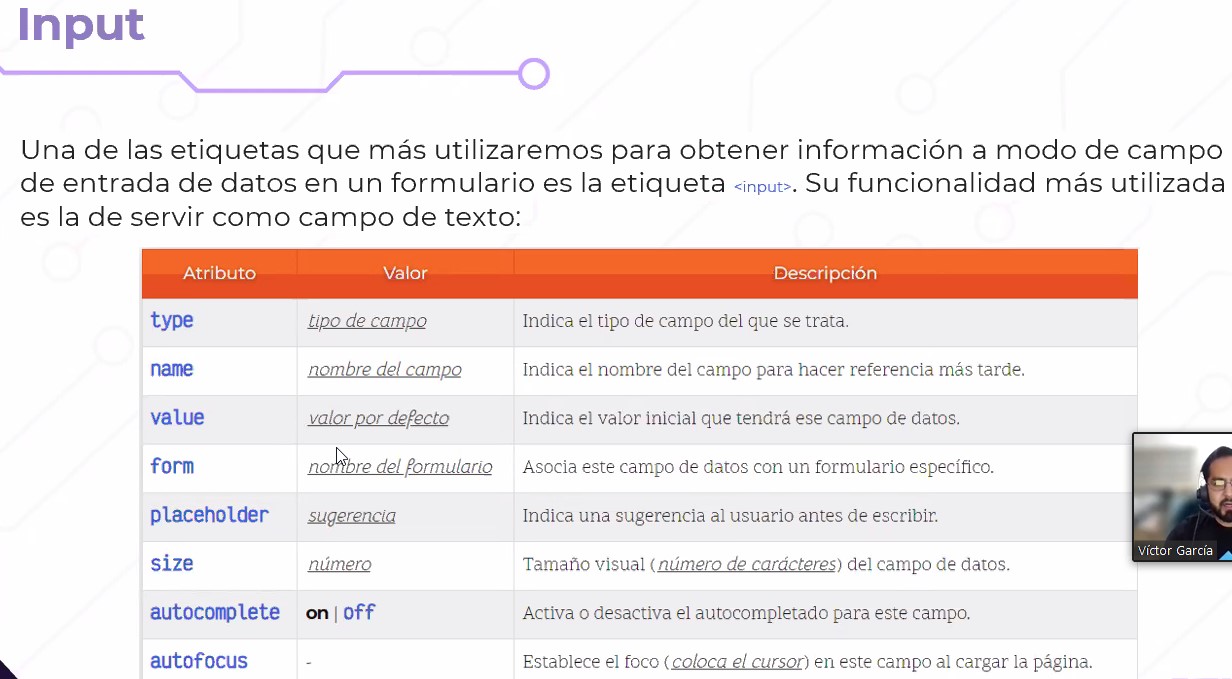 Input
Una de las etiquetas que más utilizaremos para obtener información a modo de campo
de entrada de datos en un formulario es la etiqueta <input>. Su funcionalidad más utilizada
es la de servir como campo de texto:
Atributo Valor Descripción
type tipo de campo Indica el tipo de campo del que se trata.
name nombre del campo Indica el nombre del campo para hacer referencia más tarde.
value valor por defecto Indica el valor inicial que tendrá ese campo de datos.
form nombre del formulario Asocia este campo de datos con un formulario específico.
placeholder sugerencia Indica una sugerencia al usuario antes de escribir.
size número Tamaño visual (número de carácteres) del campo de datos.
autocomplete on | off Activa o desactiva el autocompletado para este campo.
autofocus - Establece el foco (coloca el cursor) en este campo al cargar la página.
Víctor García